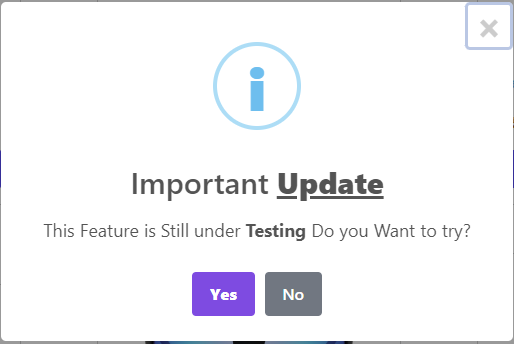 Important Update
This Feature is Still under Testing Do you Want to try?
Yes
No